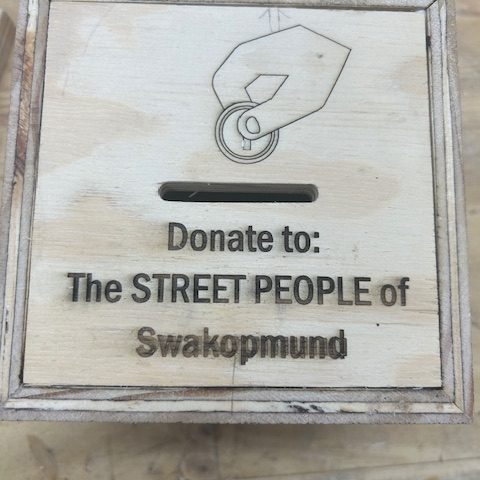 Donate to:
The STREET PEOPLE of
Swakopmund